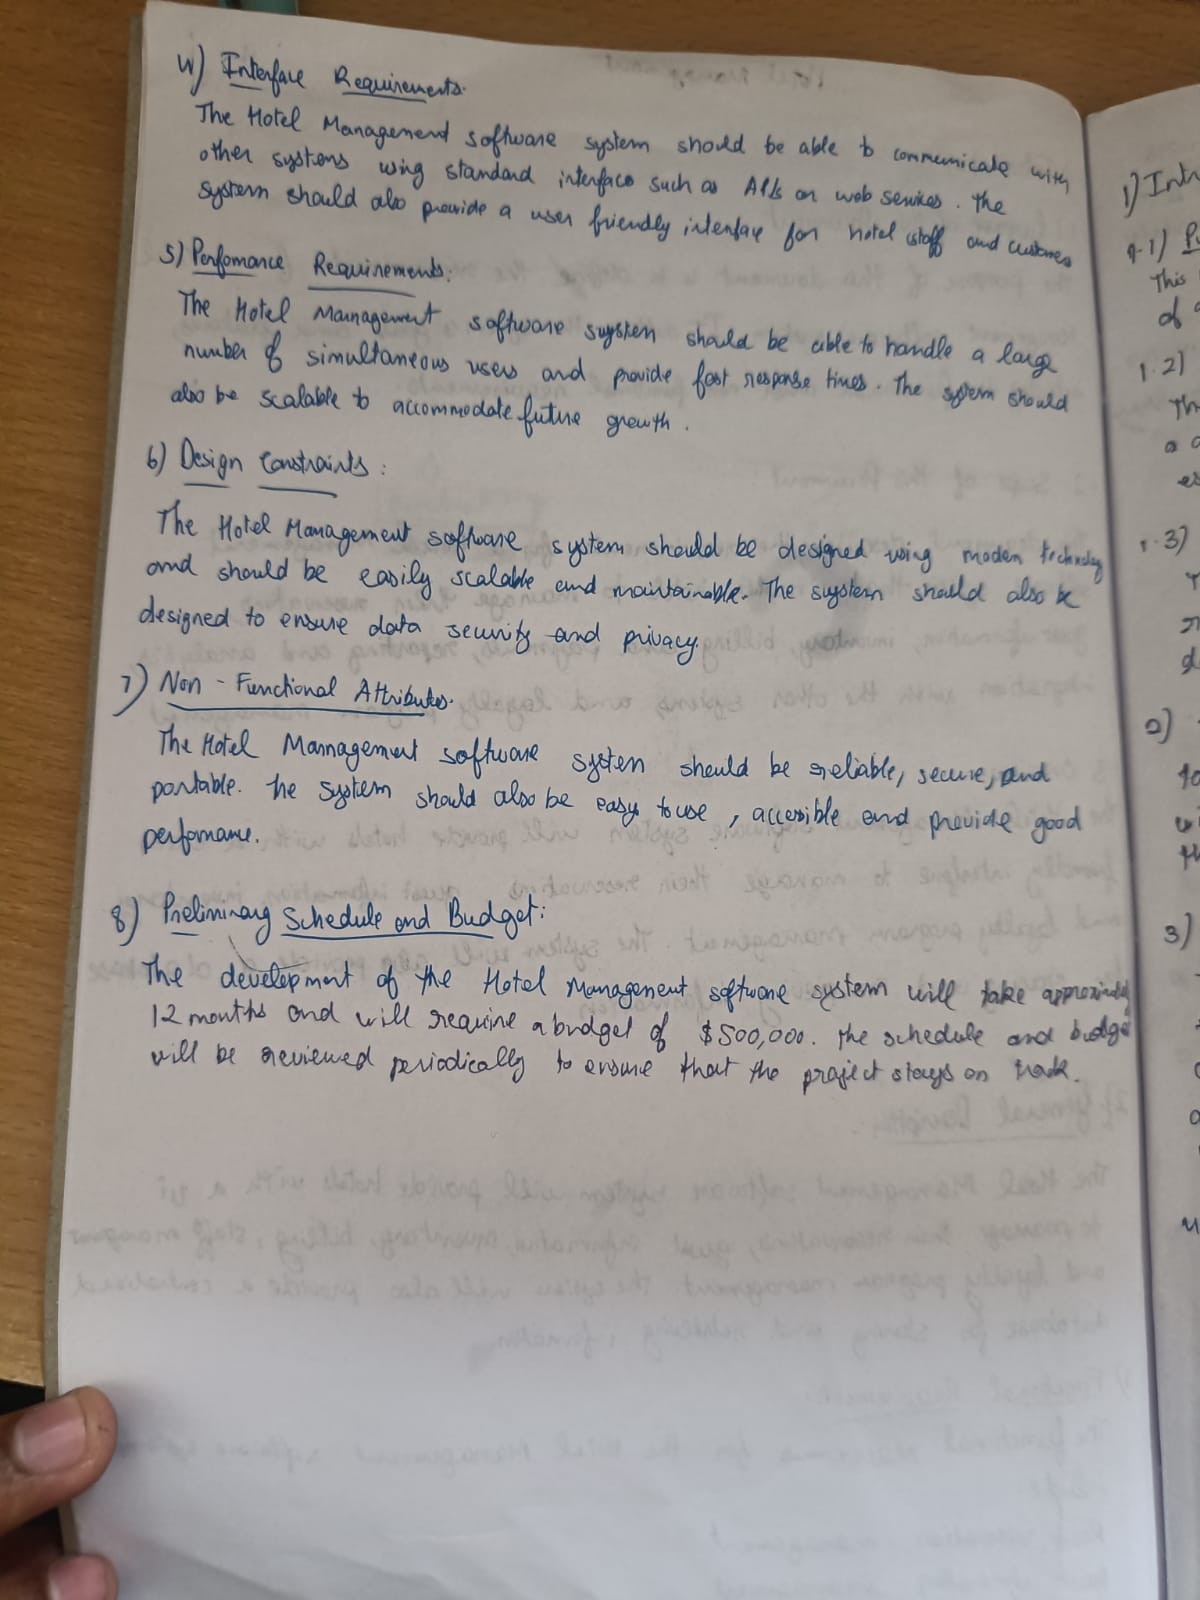 4) Interface Requirements.
The Hotel Management software system should be able to communicate with
other systems using standard interfaces such as APIs or web services. The
system should also provide a user friendly interface for hotel staff and customers
5) Perfomance Requirements:
The Hotel Management software system should be able to handle a large
number of simultaneous users and provide fast response times. The system should
also be scalable to accommodate future growth.
6) Design Constraints:
The Hotel Management software system should be designed using modern technology
and should be easily scalable and maintainable. The system should also be
designed to ensure data security and privacy.
7) Non - Functional Attributes.
The Hotel Management software system should be reliable, secure, and
portable. The system should also be easy to use, accessible and provide good
performance.
8) Preliminary Schedule and Budget:
The development of the Hotel Management software system will take approximately
12 months and will require a budget of $500,000. The schedule and budget
will be reviewed periodically to ensure that the project stays on track.
1) Intr
1.1) Pu
This
of
1.2)
Th
a
es
1.3)
2)
to
3)